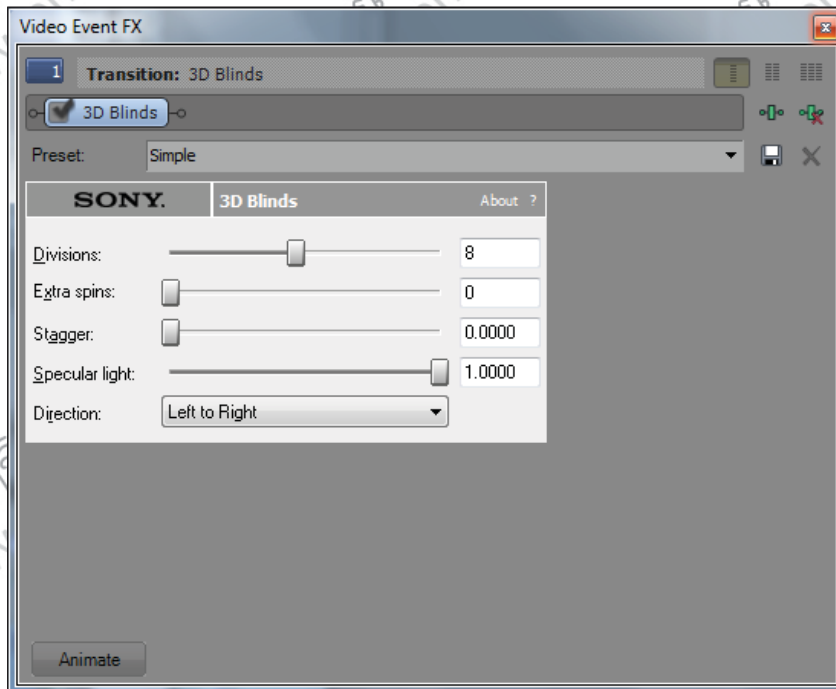 Video Event FX
1 Transition: 3D Blinds
3D Blinds
Preset: Simple
SONY. 3D Blinds About ?
Divisions: 8
Extra spins: 0
Stagger: 0.0000
Specular light: 1.0000
Direction: Left to Right
Animate